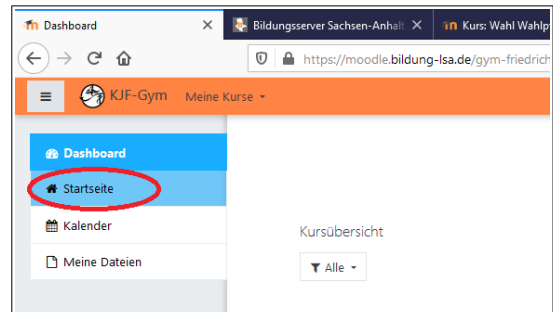 Dashboard
Bildungsserver Sachsen-Anhalt
Kurs: Wahl Wahlp
https://moodle.bildung-lsa.de/gym-friedrich
KJF-Gym Meine Kurse
Dashboard
Startseite
Kalender
Meine Dateien
Kursübersicht
Alle